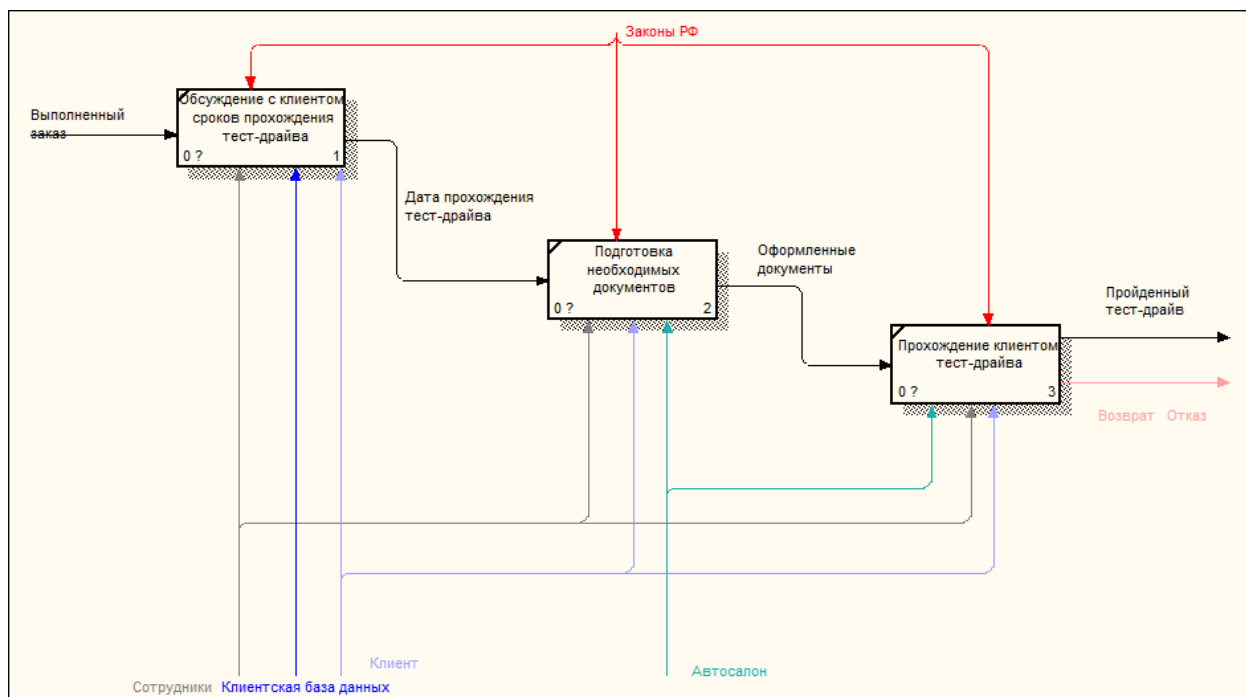 Законы РФ
Обсуждение с клиентом
сроков прохождения
тест-драйва
0 ?
1
Выполненный
заказ
Дата прохождения
тест-драйва
Подготовка
необходимых
документов
0 ?
2
Оформленные
документы
Пройденный
тест-драйв
Прохождение клиентом
тест-драйва
0 ?
3
Возврат Отказ
Клиент
Автосалон
Сотрудники
Клиентская база данных